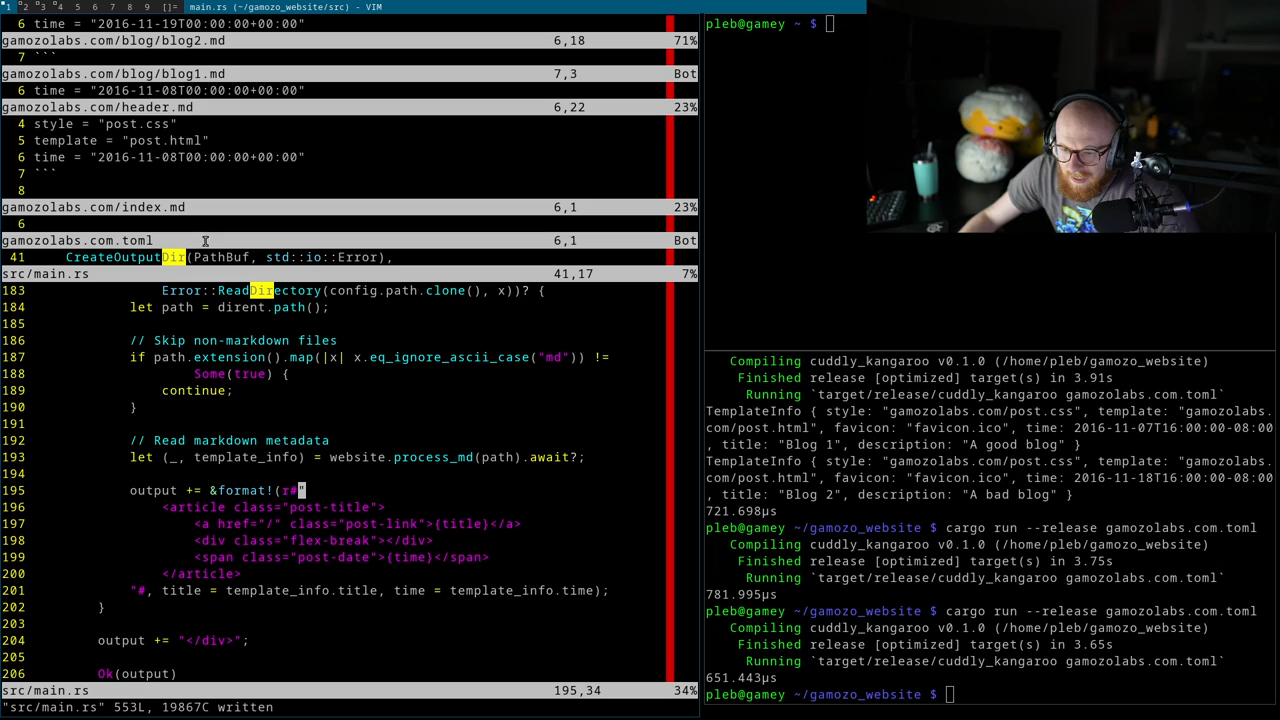 1 2 3 4 5 6 7 8 9 []= main.rs (~/gamozo_website/src) - VIM
6 time = "2016-11-19T00:00:00+00:00"
gamozolabs.com/blog/blog2.md 6,18 71%
7 ```
gamozolabs.com/blog/blog1.md 7,3 Bot
6 time = "2016-11-08T00:00:00+00:00"
gamozolabs.com/header.md 6,22 23%
4 style = "post.css"
5 template = "post.html"
6 time = "2016-11-08T00:00:00+00:00"
7 ```
8
gamozolabs.com/index.md 6,1 23%
6
gamozolabs.com.toml 6,1 Bot
41 CreateOutputDir(PathBuf, std::io::Error),
src/main.rs 41,17 7%
183 Error::ReadDirectory(config.path.clone(), x))? {
184 let path = dirent.path();
185
186 // Skip non-markdown files
187 if path.extension().map(|x| x.eq_ignore_ascii_case("md")) !=
188 Some(true) {
189 continue;
190 }
191
192 // Read markdown metadata
193 let (_, template_info) = website.process_md(path).await?;
194
195 output += &format!(r#"
196 <article class="post-title">
197 <a href="/" class="post-link">{title}</a>
198 <div class="flex-break"></div>
199 <span class="post-date">{time}</span>
200 </article>
201 "#, title = template_info.title, time = template_info.time);
202 }
203
204 output += "</div>";
205
206 Ok(output)
src/main.rs 195,34 34%
"src/main.rs" 553L, 19867C written
pleb@gamey ~ $
Compiling cuddly_kangaroo v0.1.0 (/home/pleb/gamozo_website)
Finished release [optimized] target(s) in 3.91s
Running `target/release/cuddly_kangaroo gamozolabs.com.toml`
TemplateInfo { style: "gamozolabs.com/post.css", template: "gamozolabs.
com/post.html", favicon: "favicon.ico", time: 2016-11-07T16:00:00-08:00
, title: "Blog 1", description: "A good blog" }
TemplateInfo { style: "gamozolabs.com/post.css", template: "gamozolabs.
com/post.html", favicon: "favicon.ico", time: 2016-11-18T16:00:00-08:00
, title: "Blog 2", description: "A bad blog" }
721.698µs
pleb@gamey ~/gamozo_website $ cargo run --release gamozolabs.com.toml
Compiling cuddly_kangaroo v0.1.0 (/home/pleb/gamozo_website)
Finished release [optimized] target(s) in 3.75s
Running `target/release/cuddly_kangaroo gamozolabs.com.toml`
781.995µs
pleb@gamey ~/gamozo_website $ cargo run --release gamozolabs.com.toml
Compiling cuddly_kangaroo v0.1.0 (/home/pleb/gamozo_website)
Finished release [optimized] target(s) in 3.65s
Running `target/release/cuddly_kangaroo gamozolabs.com.toml`
651.443µs
pleb@gamey ~/gamozo_website $